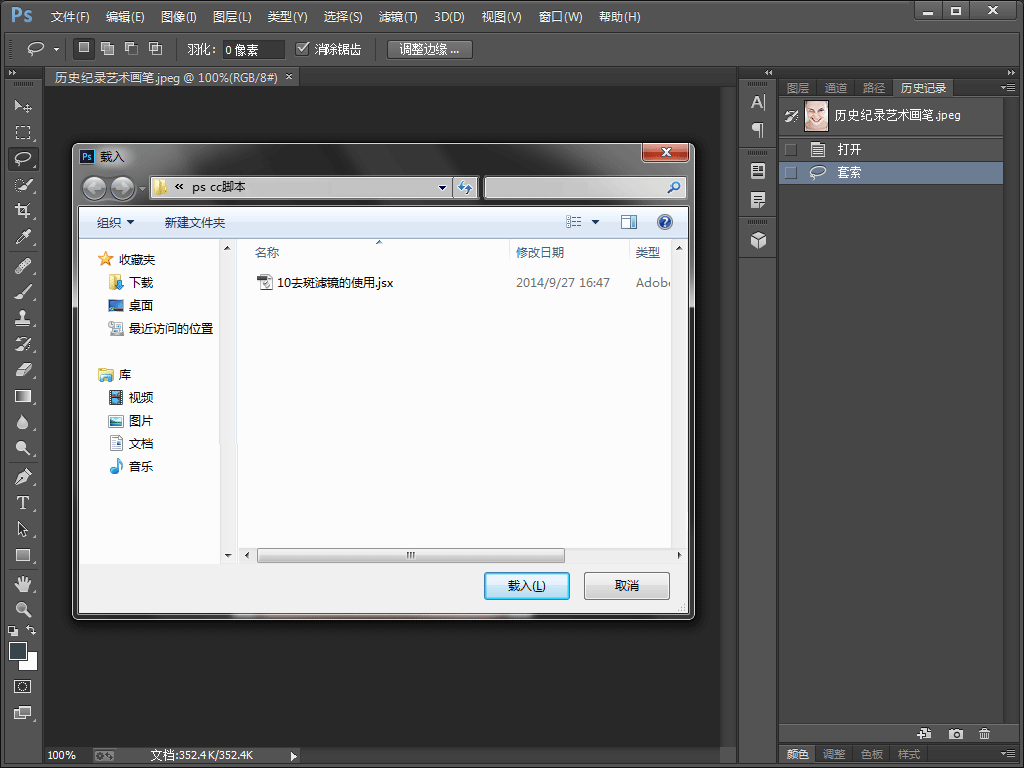 Ps 文件(F) 编辑(E) 图像(I) 图层(L) 类型(Y) 选择(S) 滤镜(T) 3D(D) 视图(V) 窗口(W) 帮助(H)
羽化: 0 像素 消除锯齿 调整边缘 ...
历史纪录艺术画笔.jpeg @ 100%(RGB/8#) ×
图层 通道 路径 历史记录
历史纪录艺术画笔.jpeg
打开
套索
Ps 载入
« ps cc脚本
组织 新建文件夹
名称 修改日期 类型
收藏夹
下载
桌面
最近访问的位置
库
视频
图片
文档
音乐
10去斑滤镜的使用.jsx 2014/9/27 16:47 Adobe
载入(L) 取消
100% 文档:352.4K/352.4K
颜色 调整 色板 样式